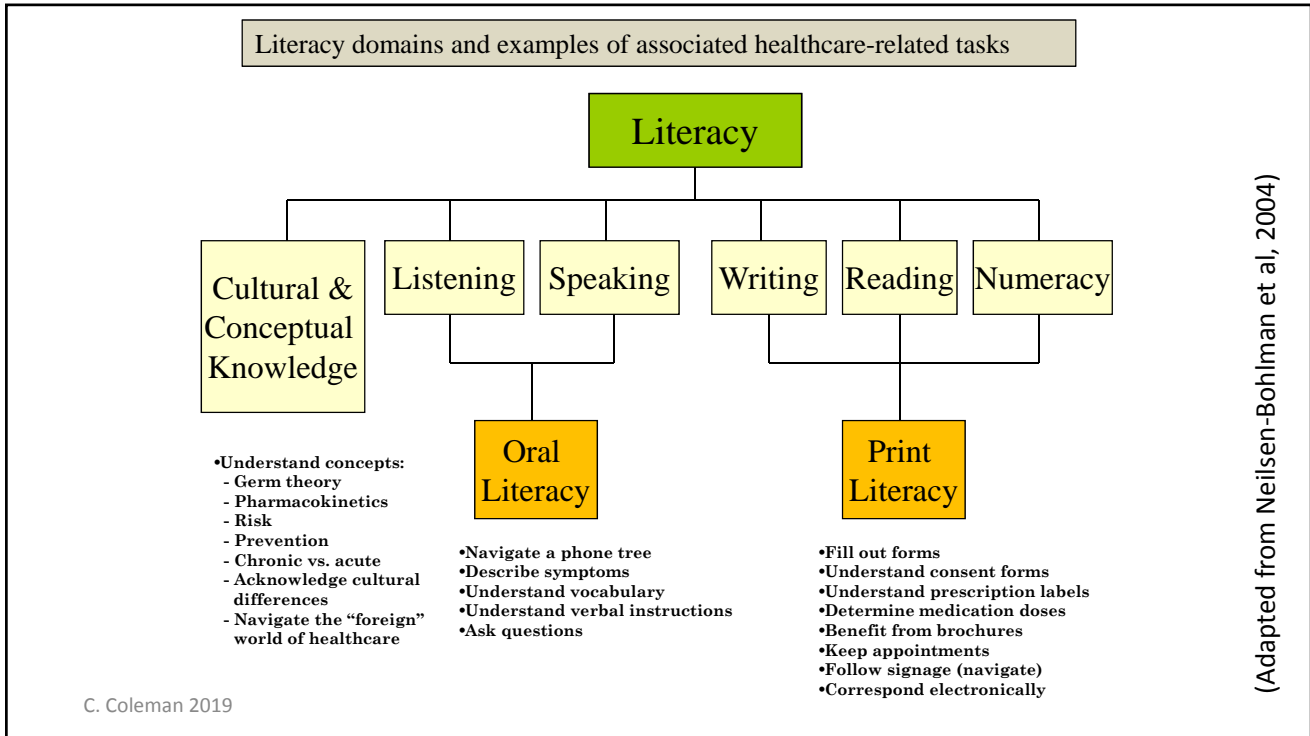 Literacy domains and examples of associated healthcare-related tasks
Literacy
Cultural &
Conceptual
Knowledge
Listening
Speaking
Writing
Reading
Numeracy
Oral
Literacy
Print
Literacy
•Understand concepts:
- Germ theory
- Pharmacokinetics
- Risk
- Prevention
- Chronic vs. acute
- Acknowledge cultural
differences
- Navigate the “foreign”
world of healthcare
•Navigate a phone tree
•Describe symptoms
•Understand vocabulary
•Understand verbal instructions
•Ask questions
•Fill out forms
•Understand consent forms
•Understand prescription labels
•Determine medication doses
•Benefit from brochures
•Keep appointments
•Follow signage (navigate)
•Correspond electronically
(Adapted from Neilsen-Bohlman et al, 2004)
C. Coleman 2019